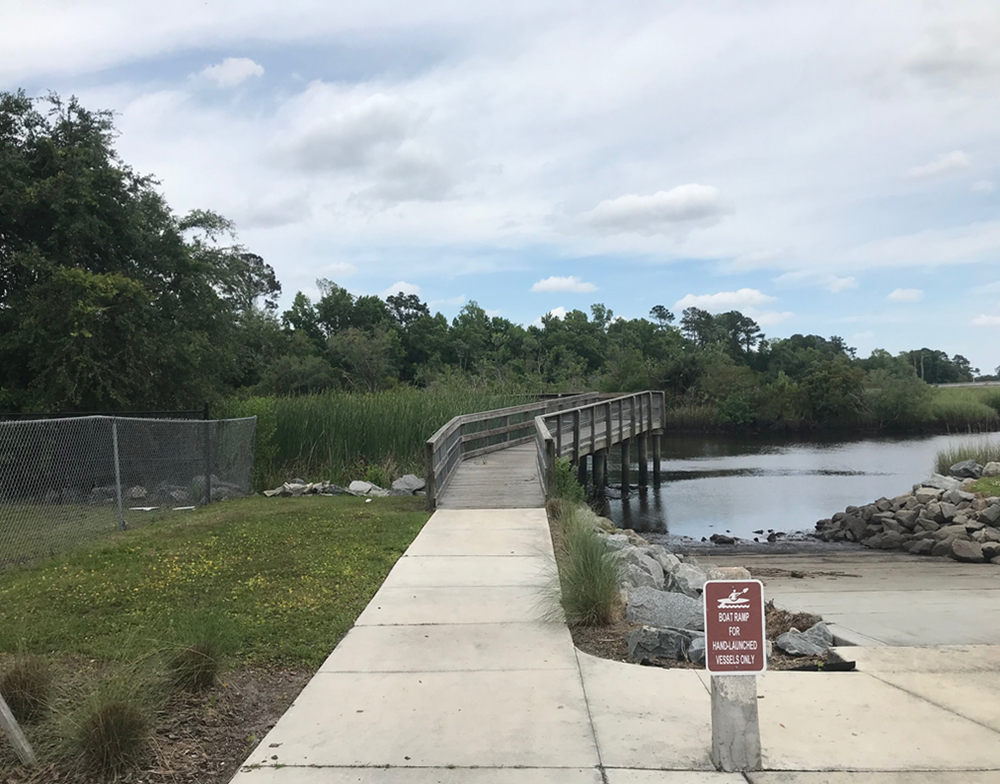 BOAT RAMP
FOR
HAND-LAUNCHED
VESSELS ONLY